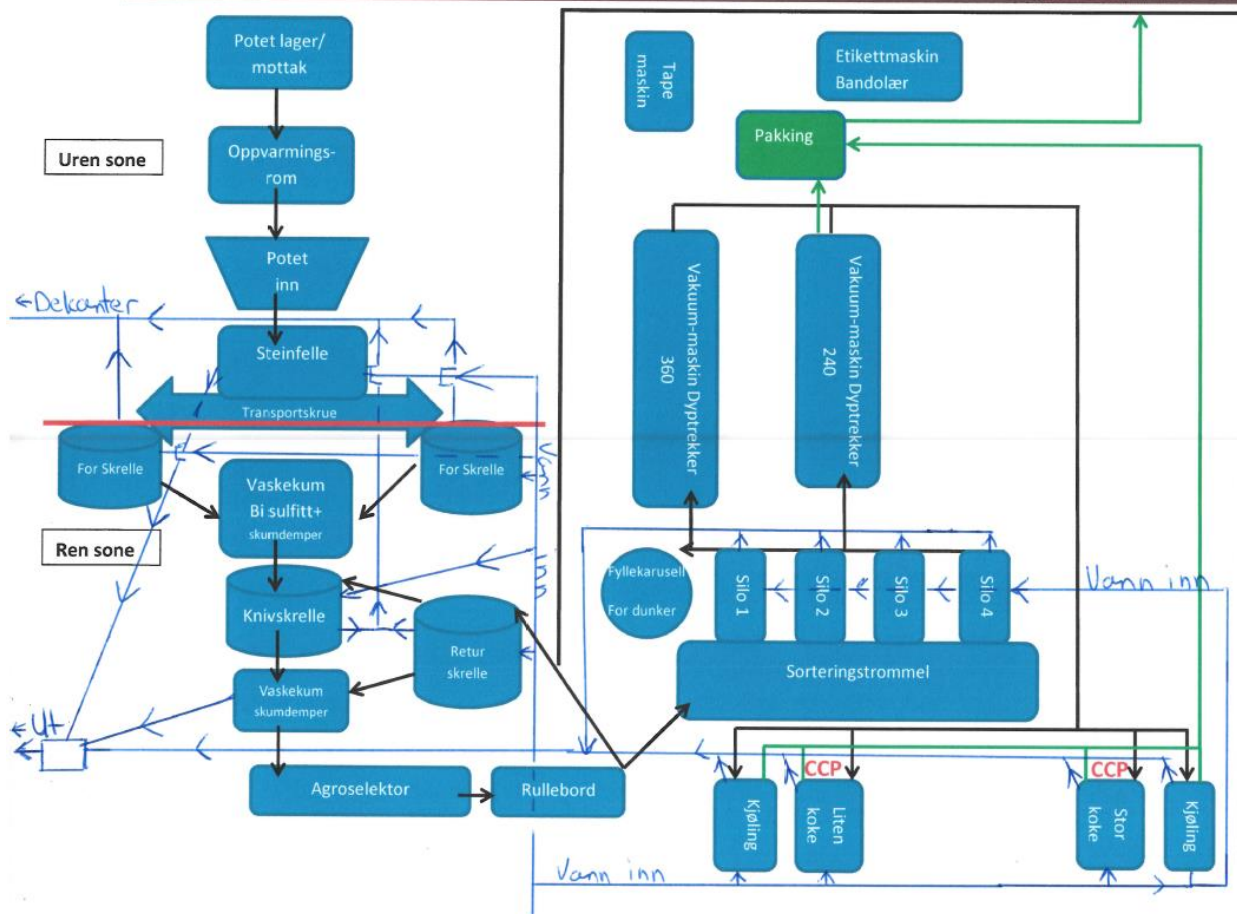 Potet lager/
møttak
Uren sone
Oppvarmings-
rom
Potet
inn
←Dekanter
Steinfelle
Transportskrue
For Skrelle
For Skrelle
Vaskekum
Bi sulfitt+
skumdemper
Ren sone
Knivskrelle
Retur
skrelle
Vaskekum
skumdemper
←Ut
Agroselektor
Rullebord
Tape
maskin
Etikettmaskin
Bandolær
Pakking
Vakuum-maskin Dyptrekker
360
Vakuum-maskin Dyptrekker
240
Fyllekarusell
For dunker
Silo 1
Silo 2
Silo 3
Silo 4
Vann inn
Sorteringstrommel
CCP
CCP
Kjøling
Liten
koke
Stor
koke
Kjøling
Vann inn